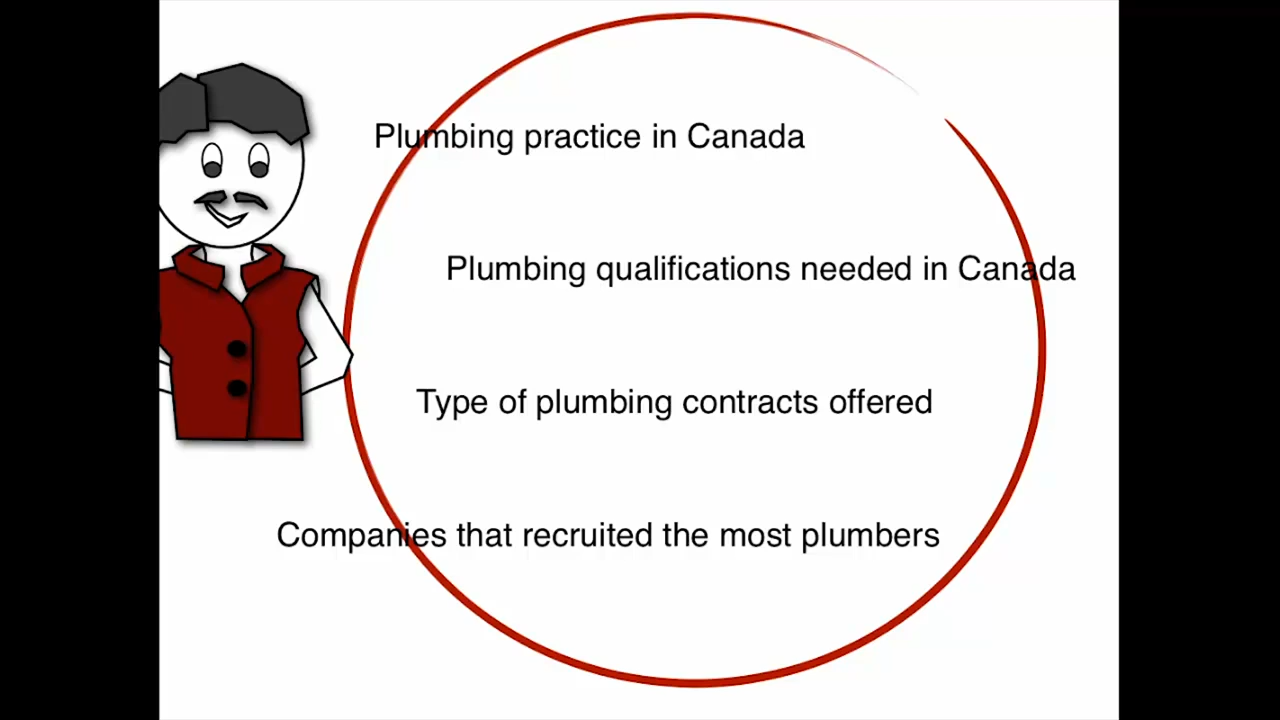 Plumbing practice in Canada
Plumbing qualifications needed in Canada
Type of plumbing contracts offered
Companies that recruited the most plumbers